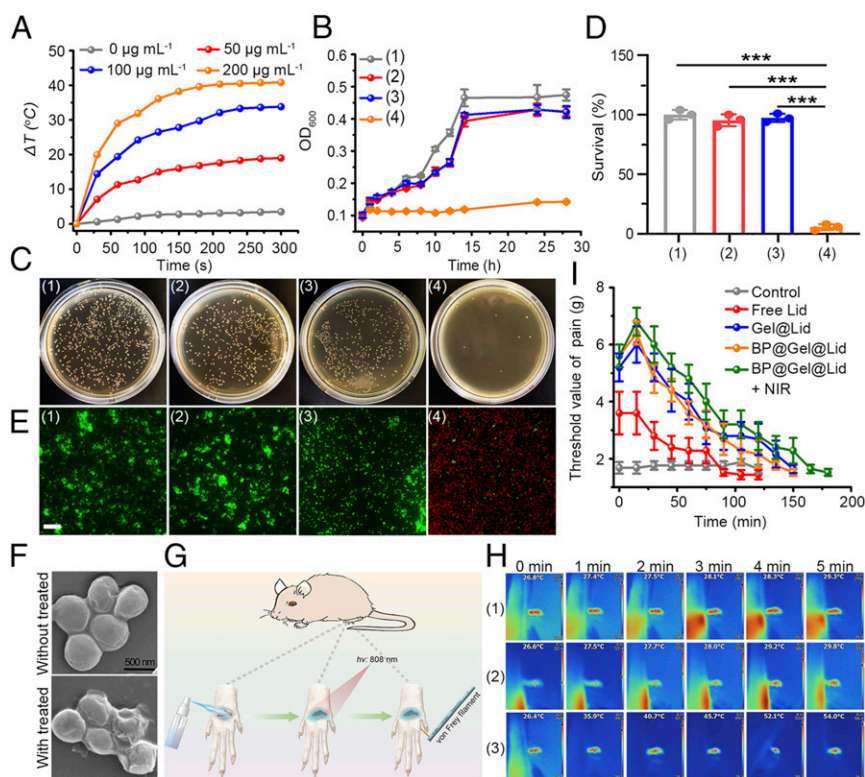 A
0 µg mL⁻¹
50 µg mL⁻¹
100 µg mL⁻¹
200 µg mL⁻¹
50
40
30
20
10
0
ΔT (°C)
0 50 100 150 200 250 300
Time (s)
B
(1)
(2)
(3)
(4)
0.6
0.5
0.4
0.3
0.2
0.1
OD₆₀₀
0 5 10 15 20 25 30
Time (h)
D
***
***
***
150
100
50
0
Survival (%)
(1) (2) (3) (4)
C
(1) (2) (3) (4)
E
(1) (2) (3) (4)
I
Control
Free Lid
Gel@Lid
BP@Gel@Lid
BP@Gel@Lid
+ NIR
8
6
4
2
Threshold value of pain (g)
0 50 100 150 200
Time (min)
F
Without treated
500 nm
With treated
G
hv: 808 nm
von Frey filament
H
0 min 1 min 2 min 3 min 4 min 5 min
(1)
26.8°C 27.4°C 27.5°C 28.1°C 28.3°C 29.3°C
(2)
26.6°C 27.5°C 27.7°C 28.0°C 29.2°C 29.8°C
(3)
26.4°C 35.9°C 40.7°C 45.7°C 52.1°C 54.0°C